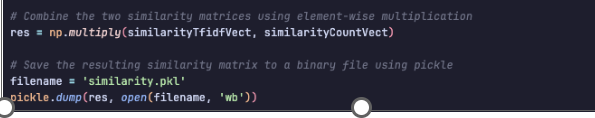 # Combine the two similarity matrices using element-wise multiplication
res = np.multiply(similarityTfidfVect, similarityCountVect)
# Save the resulting similarity matrix to a binary file using pickle
filename = 'similarity.pkl'
pickle.dump(res, open(filename, 'wb'))